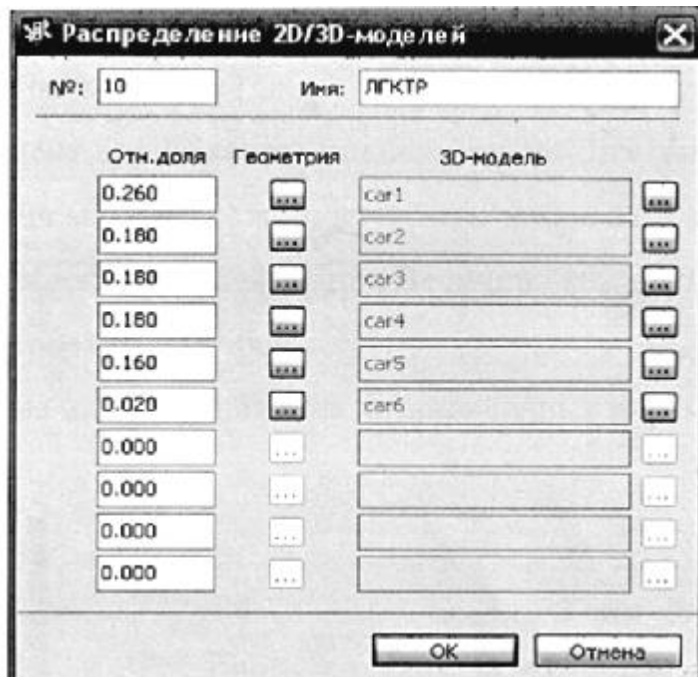 Распределение 2D/3D-моделей
№: 10 Имя: ЛГКТР
Отн.доля Геометрия 3D-модель
0.260 ... car1 ...
0.180 ... car2 ...
0.180 ... car3 ...
0.180 ... car4 ...
0.160 ... car5 ...
0.020 ... car6 ...
0.000 ... ...
0.000 ... ...
0.000 ... ...
0.000 ... ...
OK Отмена